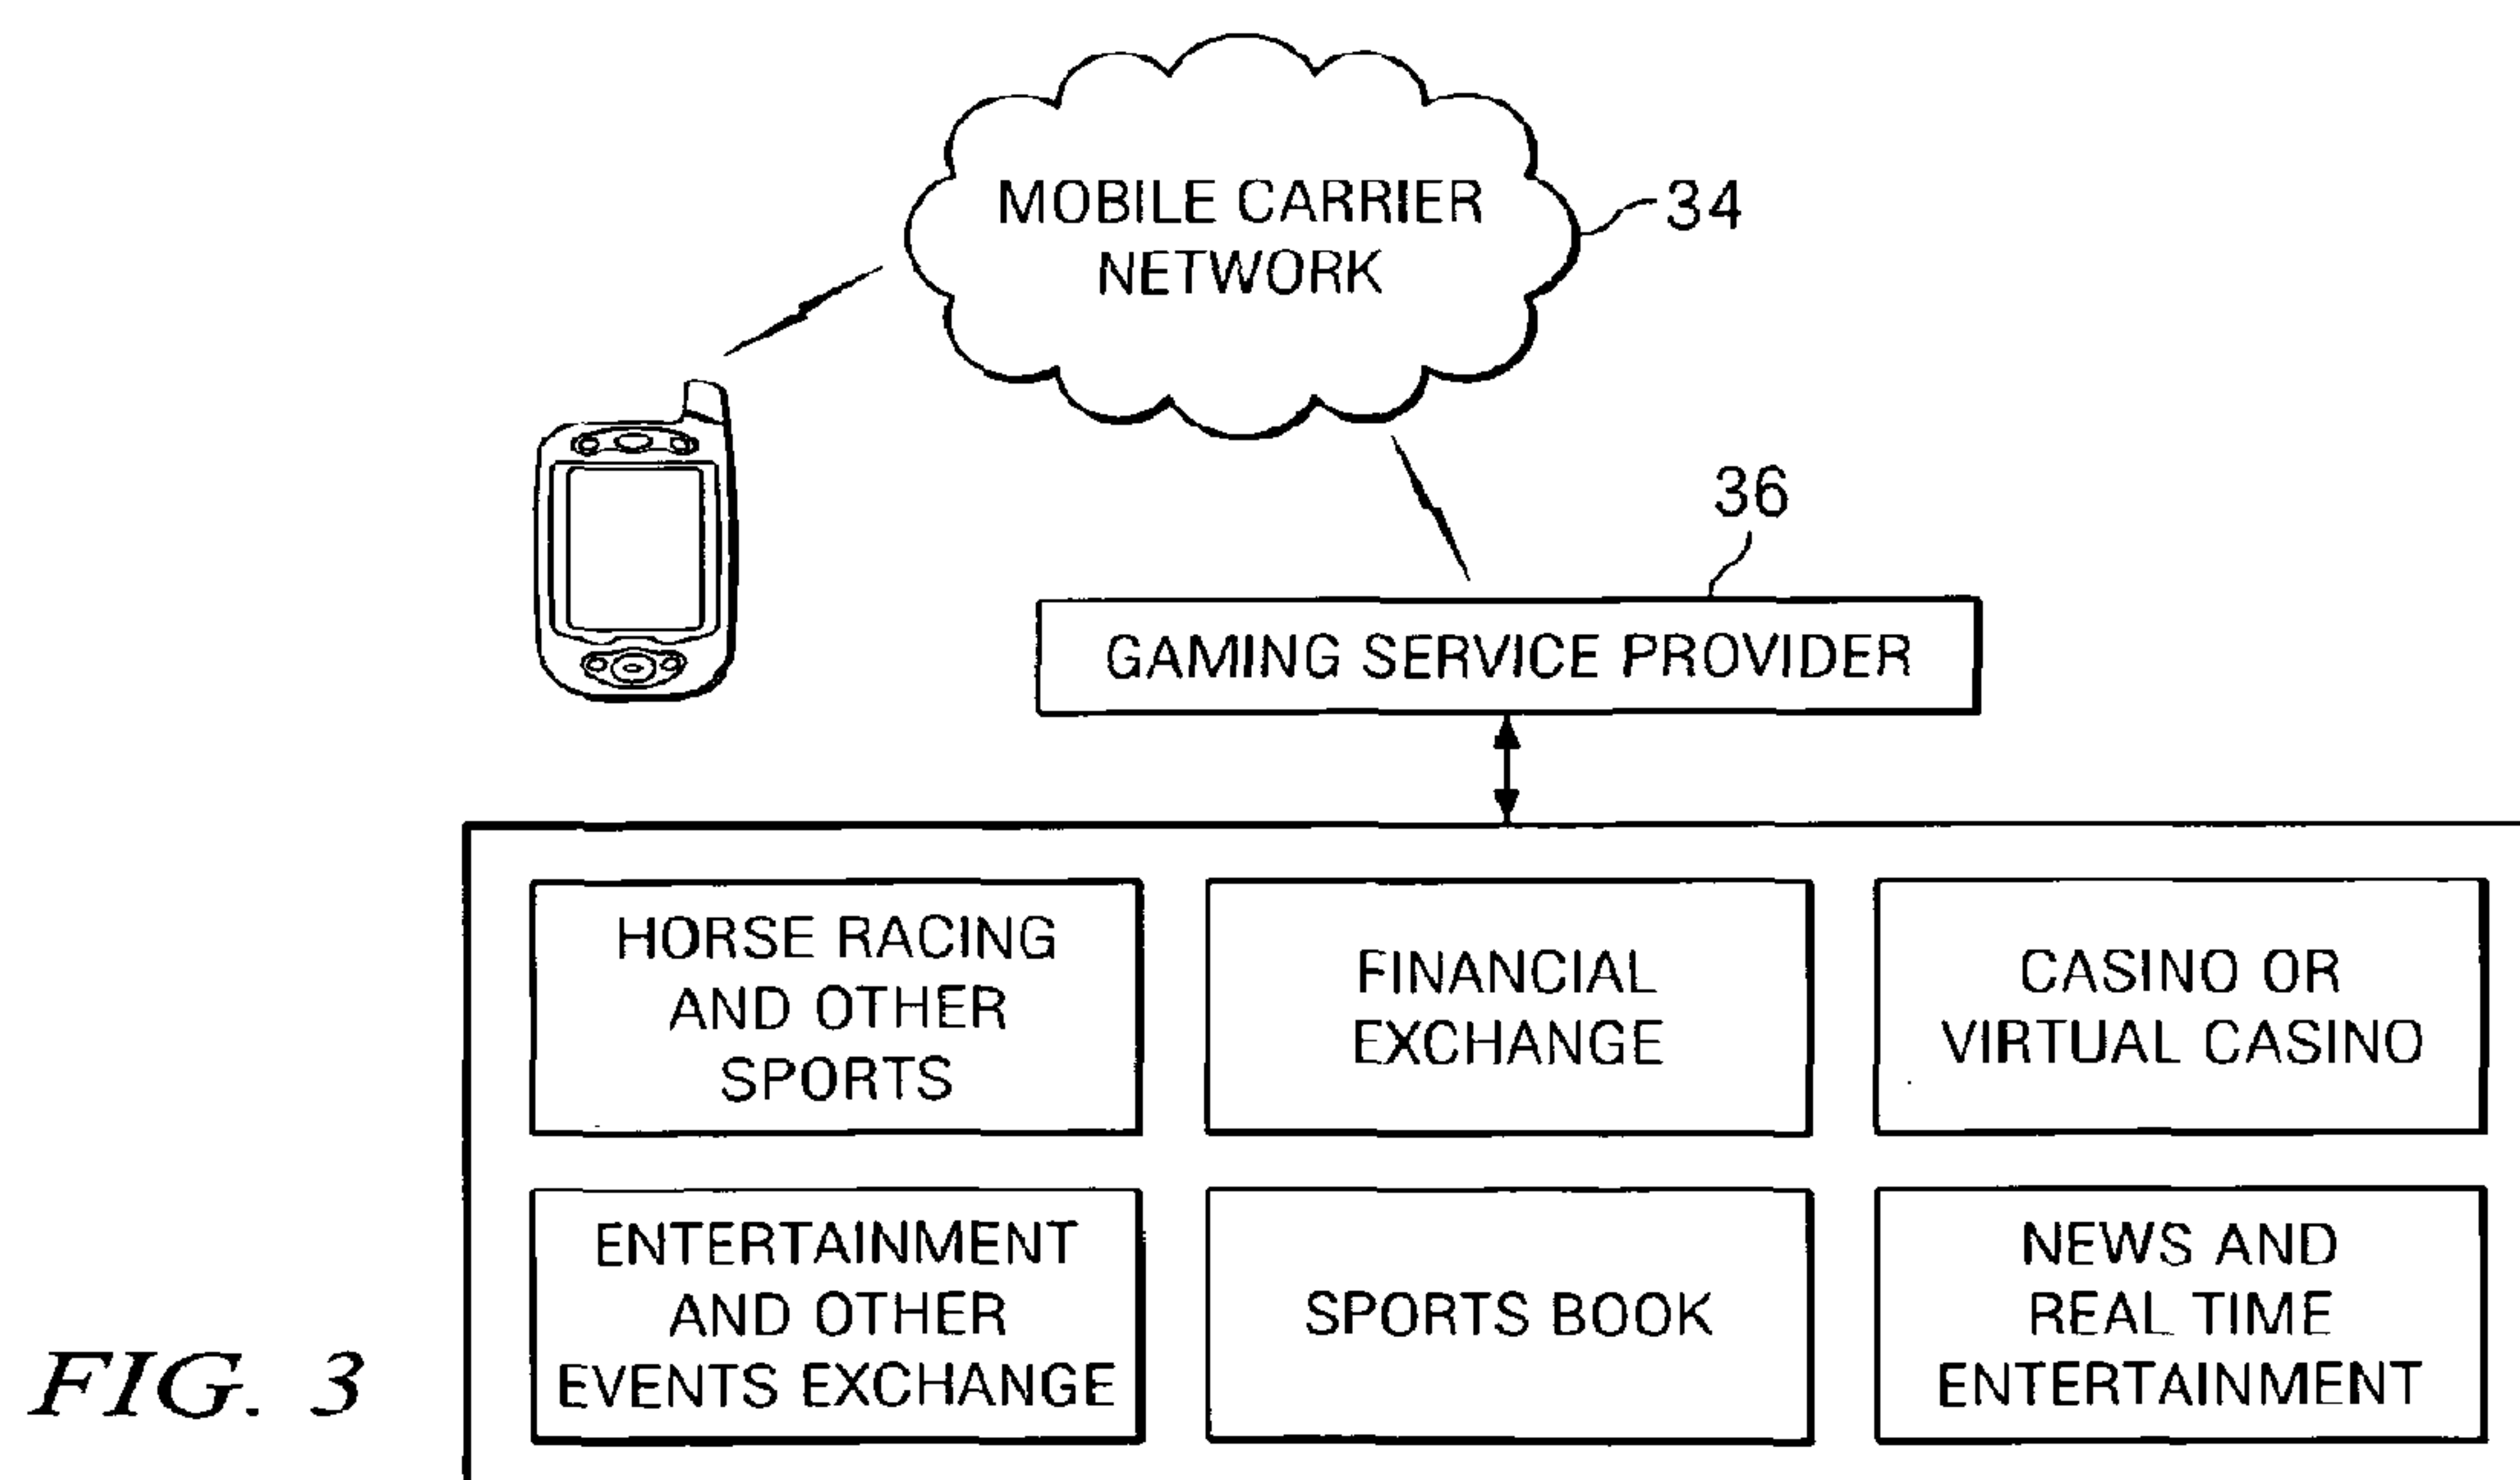 MOBILE CARRIER
NETWORK
34
36
GAMING SERVICE PROVIDER
HORSE RACING
AND OTHER
SPORTS
FINANCIAL
EXCHANGE
CASINO OR
VIRTUAL CASINO
ENTERTAINMENT
AND OTHER
EVENTS EXCHANGE
SPORTS BOOK
NEWS AND
REAL TIME
ENTERTAINMENT
FIG. 3